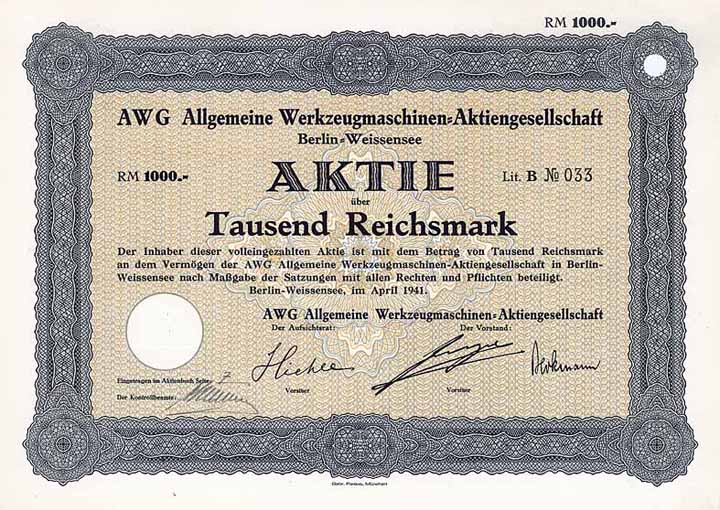 RM 1000.-
AWG Allgemeine Werkzeugmaschinen=Aktiengesellschaft
Berlin=Weissensee
RM 1000.- AKTIE Lit. B № 033
über
Tausend Reichsmark
Der Inhaber dieser volleingezahlten Aktie ist mit dem Betrag von Tausend Reichsmark
an dem Vermögen der AWG Allgemeine Werkzeugmaschinen-Aktiengesellschaft in Berlin-
Weissensee nach Maßgabe der Satzungen mit allen Rechten und Pflichten beteiligt.
Berlin-Weissensee, im April 1941.
AWG Allgemeine Werkzeugmaschinen=Aktiengesellschaft
Der Aufsichtsrat: Der Vorstand:
Eingetragen im Aktienbuch Seite: 7
Vorsitzer Vorsitzer
Der Kontrollbeamte:
Gebr. Parcus, München